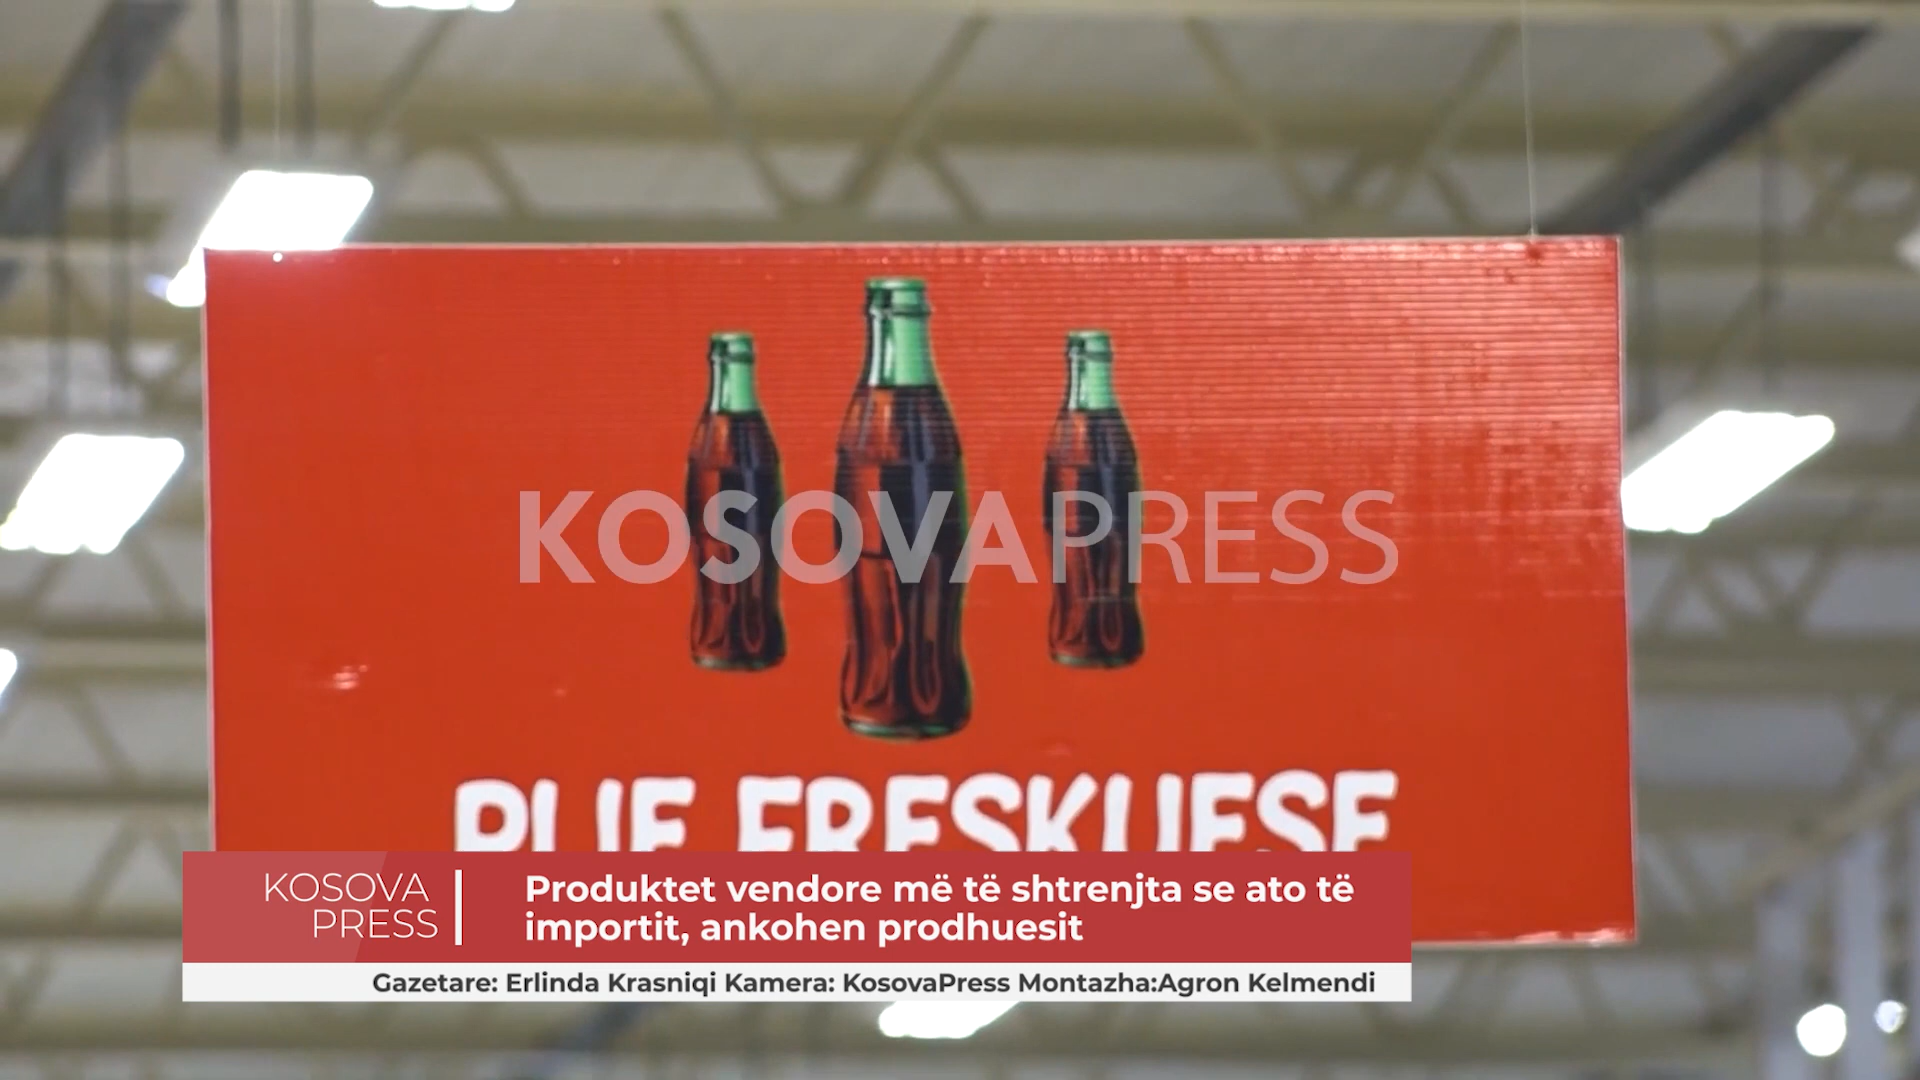 KOSOVAPRESS
PIJE FRESKUESE
KOSOVA
PRESS
Produktet vendore më të shtrenjta se ato të
importit, ankohen prodhuesit
Gazetare: Erlinda Krasniqi Kamera: KosovaPress Montazha:Agron Kelmendi